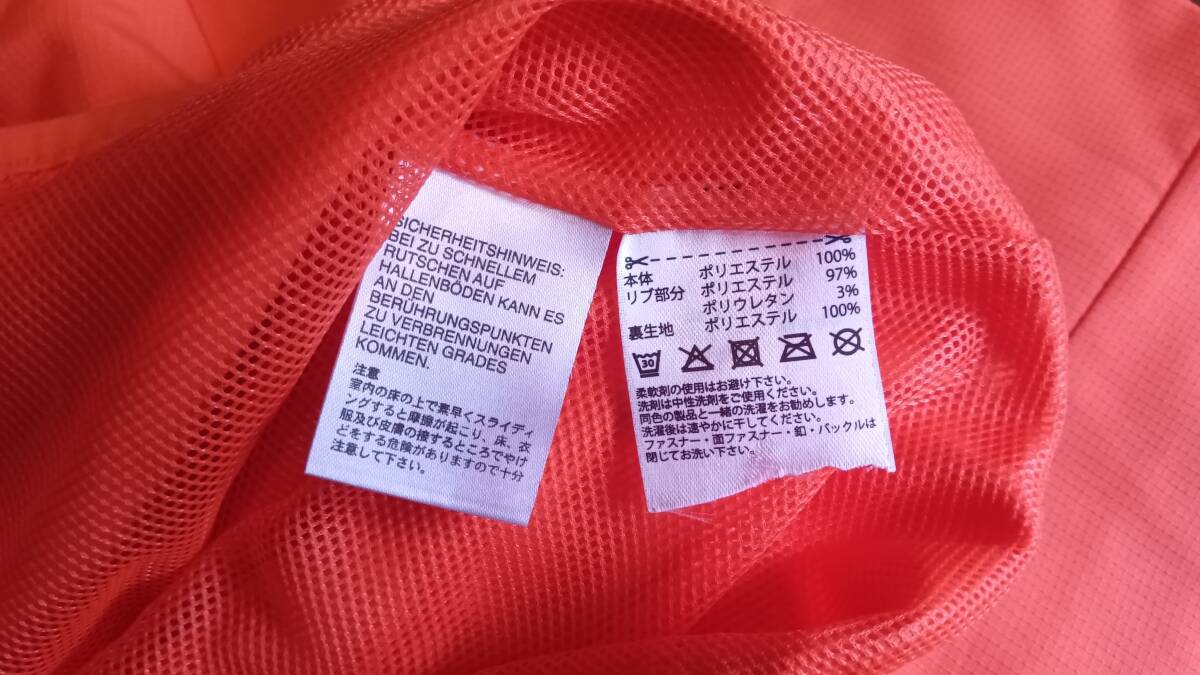 SICHERHEITSHINWEIS:
BEI ZU SCHNELLEM
RUTSCHEN AUF
HALLENBÖDEN KANN ES
AN DEN
BERÜHRUNGSPUNKTEN
ZU VERBRENNUNGEN
LEICHTEN GRADES
KOMMEN.
注意
室内の床の上で素早くスライディ
ングすると摩擦が起こり、床、衣
服及び皮膚の接するところでやけ
どをする危険がありますので十分
注意して下さい。
本体 ポリエステル 100%
リブ部分 ポリエステル 97%
ポリウレタン 3%
裏生地 ポリエステル 100%
30
柔軟剤の使用はお避け下さい。
洗剤は中性洗剤をご使用ください。
同色の製品と一緒の洗濯をお勧めします。
洗濯後は速やかに干してください。
ファスナー・面ファスナー・釦・バックルは
閉じてお洗い下さい。